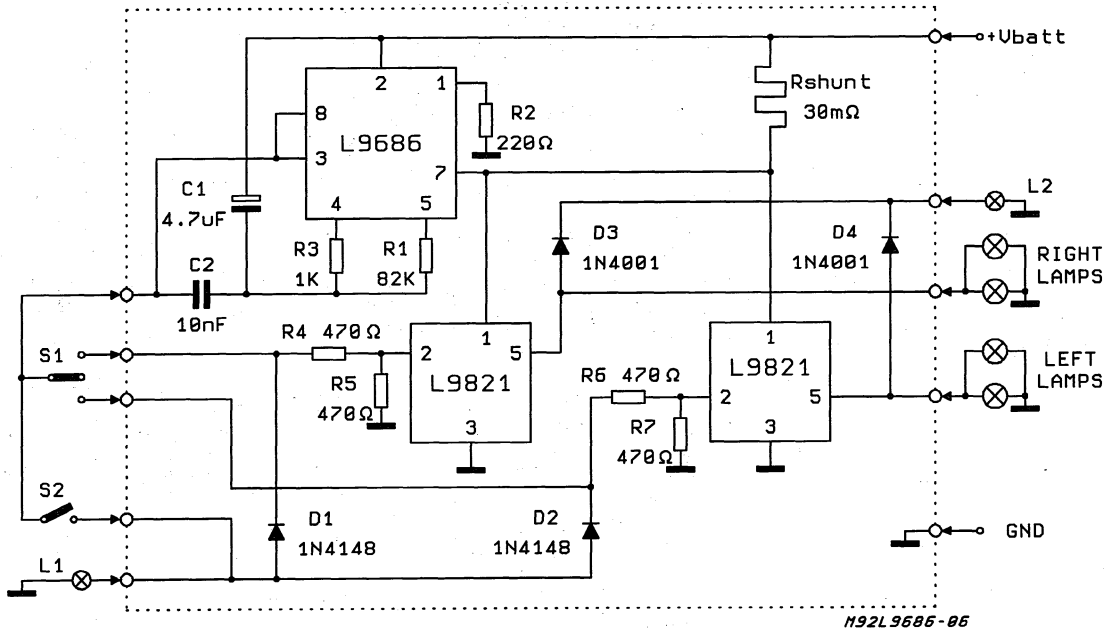 +Vbatt
2
1
R2
220Ω
Rshunt
30mΩ
8
L9686
3
7
C1
4.7uF
4
5
L2
R3
1K
R1
82K
D3
1N4001
D4
1N4001
RIGHT
LAMPS
C2
10nF
S1
R4 470Ω
2
1
5
L9821
3
R5
470Ω
R6 470Ω
1
L9821
2
5
3
R7
470Ω
LEFT
LAMPS
S2
D1
1N4148
D2
1N4148
GND
L1
M92L9686-06